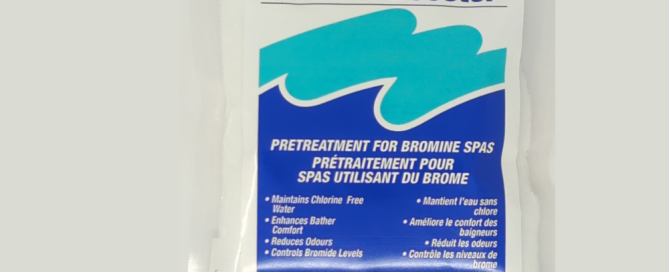 PRETREATMENT FOR BROMINE SPAS
PRÉTRAITEMENT POUR
SPAS UTILISANT DU BROME
• Maintains Chlorine Free
Water
• Enhances Bather
Comfort
• Reduces Odours
• Controls Bromide Levels
• Mantient l'eau sans
chlore
• Améliore le confort des
baigneurs
• Réduit les odeurs
• Contrôle les niveaux de
brome